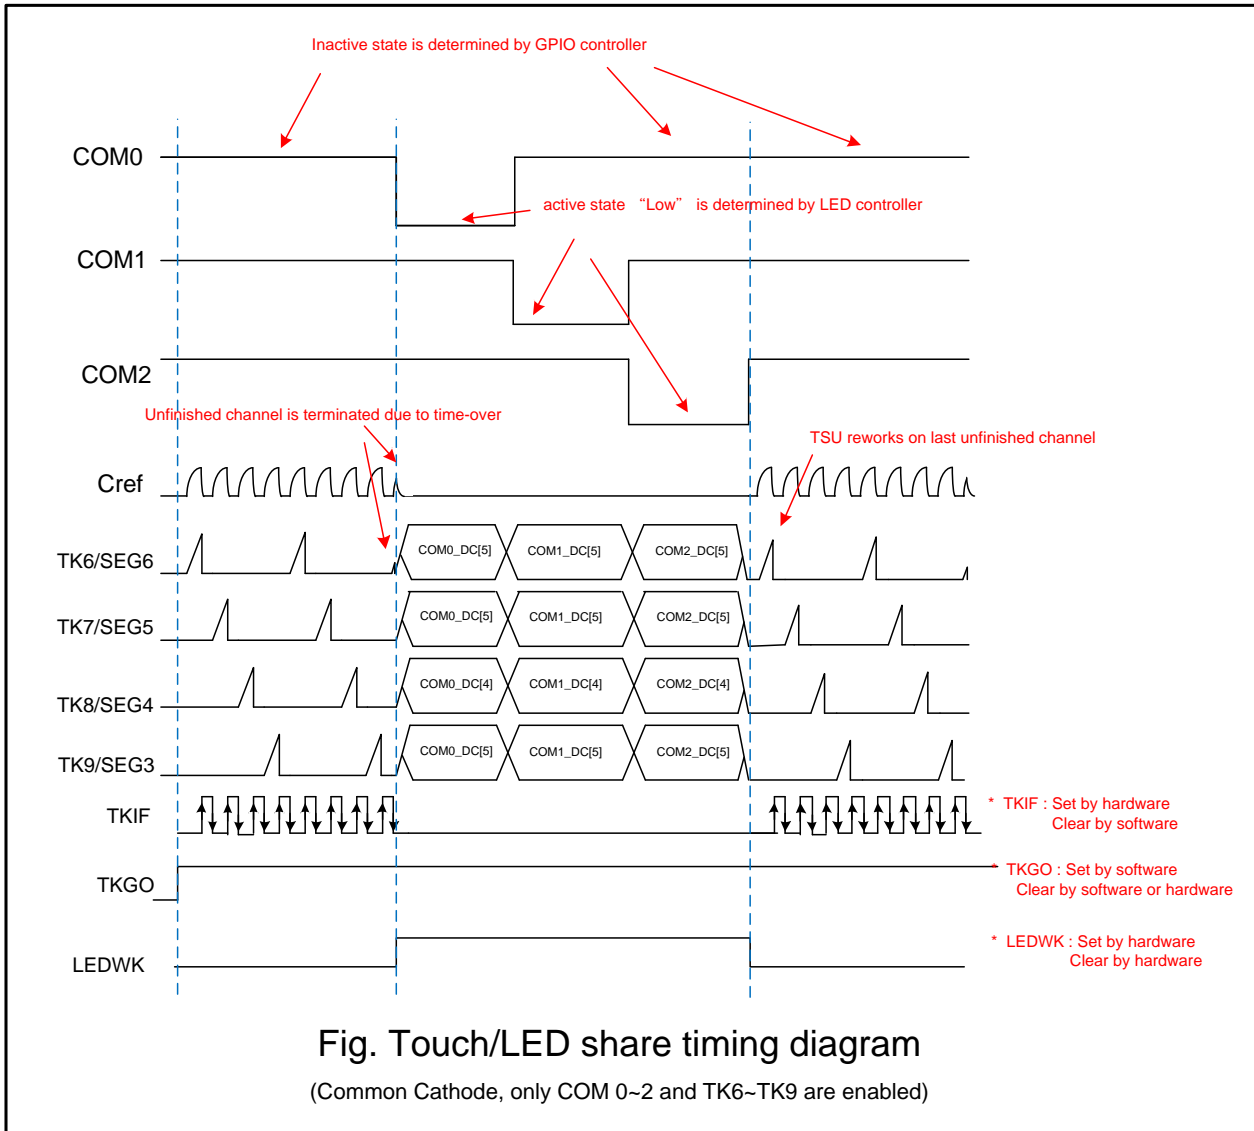 Inactive state is determined by GPIO controller
COM0
active state “Low” is determined by LED controller
COM1
COM2
Unfinished channel is terminated due to time-over
TSU reworks on last unfinished channel
Cref
TK6/SEG6 COM0_DC[5] COM1_DC[5] COM2_DC[5]
TK7/SEG5 COM0_DC[5] COM1_DC[5] COM2_DC[5]
TK8/SEG4 COM0_DC[4] COM1_DC[4] COM2_DC[4]
TK9/SEG3 COM0_DC[5] COM1_DC[5] COM2_DC[5]
TKIF
* TKIF : Set by hardware
Clear by software
TKGO
* TKGO : Set by software
Clear by software or hardware
LEDWK
* LEDWK : Set by hardware
Clear by hardware
Fig. Touch/LED share timing diagram
(Common Cathode, only COM 0~2 and TK6~TK9 are enabled)